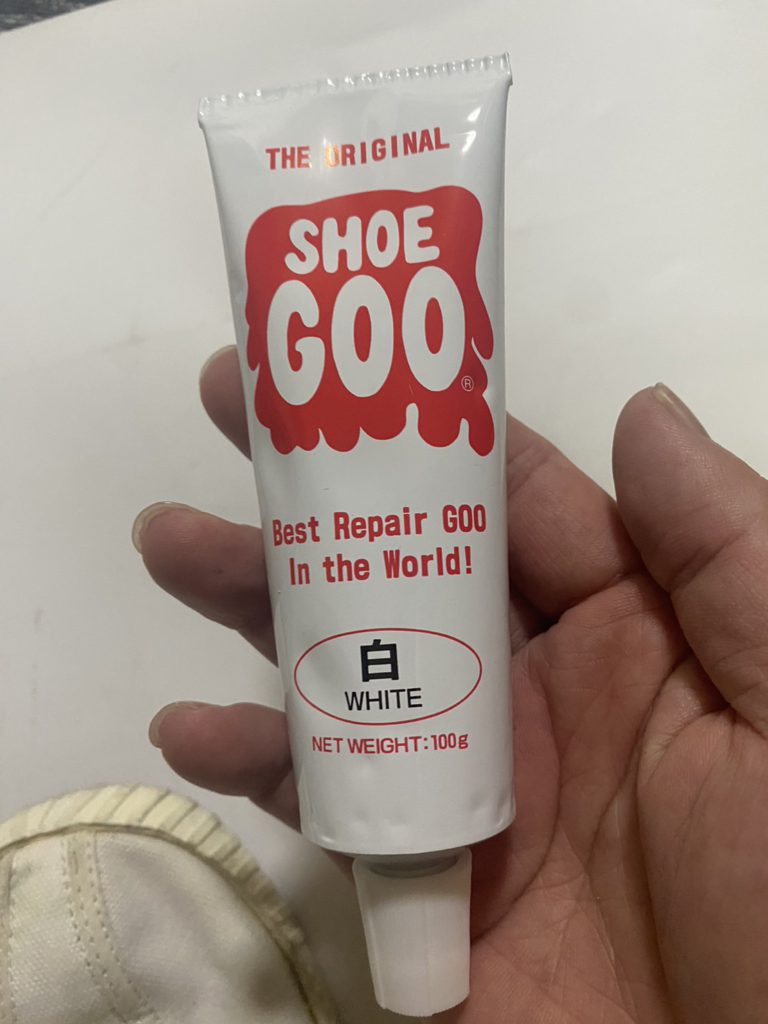 THE ORIGINAL
SHOE
GOO®
Best Repair GOO
In the World!
白
WHITE
NET WEIGHT:100g